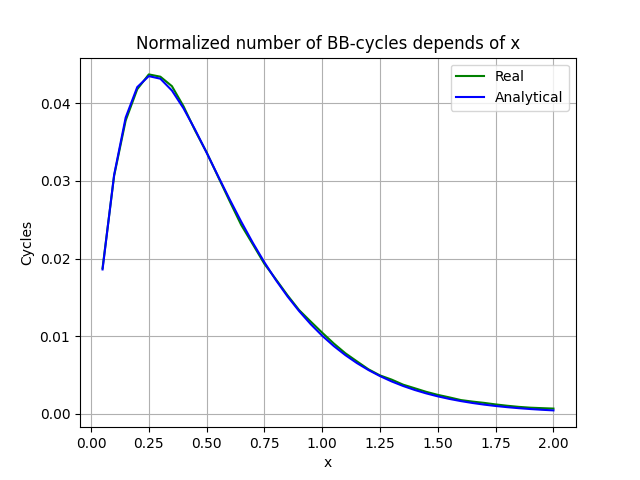 Normalized number of BB-cycles depends of x
Real
Analytical
0.04
0.03
0.02
0.01
0.00
Cycles
0.00 0.25 0.50 0.75 1.00 1.25 1.50 1.75 2.00
x